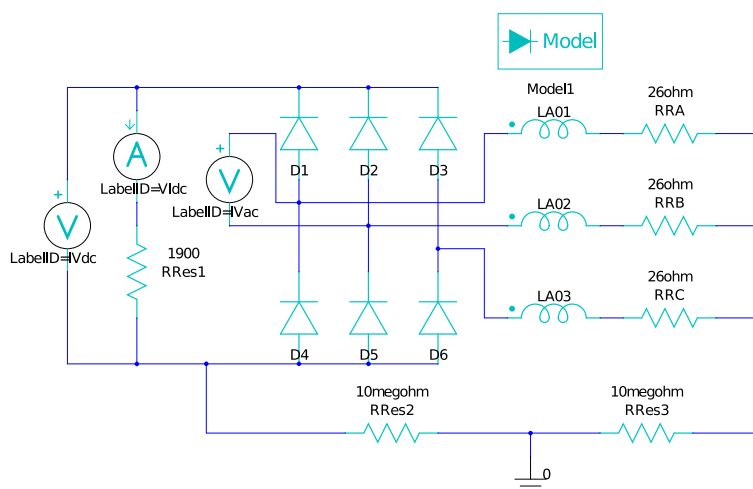 Model
Model1
LA01
26ohm
RRA
D1
D2
D3
+
A
LabelID=VIdc
+
V
LabelID=IVac
+
V
LabelID=IVdc
1900
RRes1
LA02
26ohm
RRB
LA03
26ohm
RRC
D4
D5
D6
10megohm
RRes2
10megohm
RRes3
0